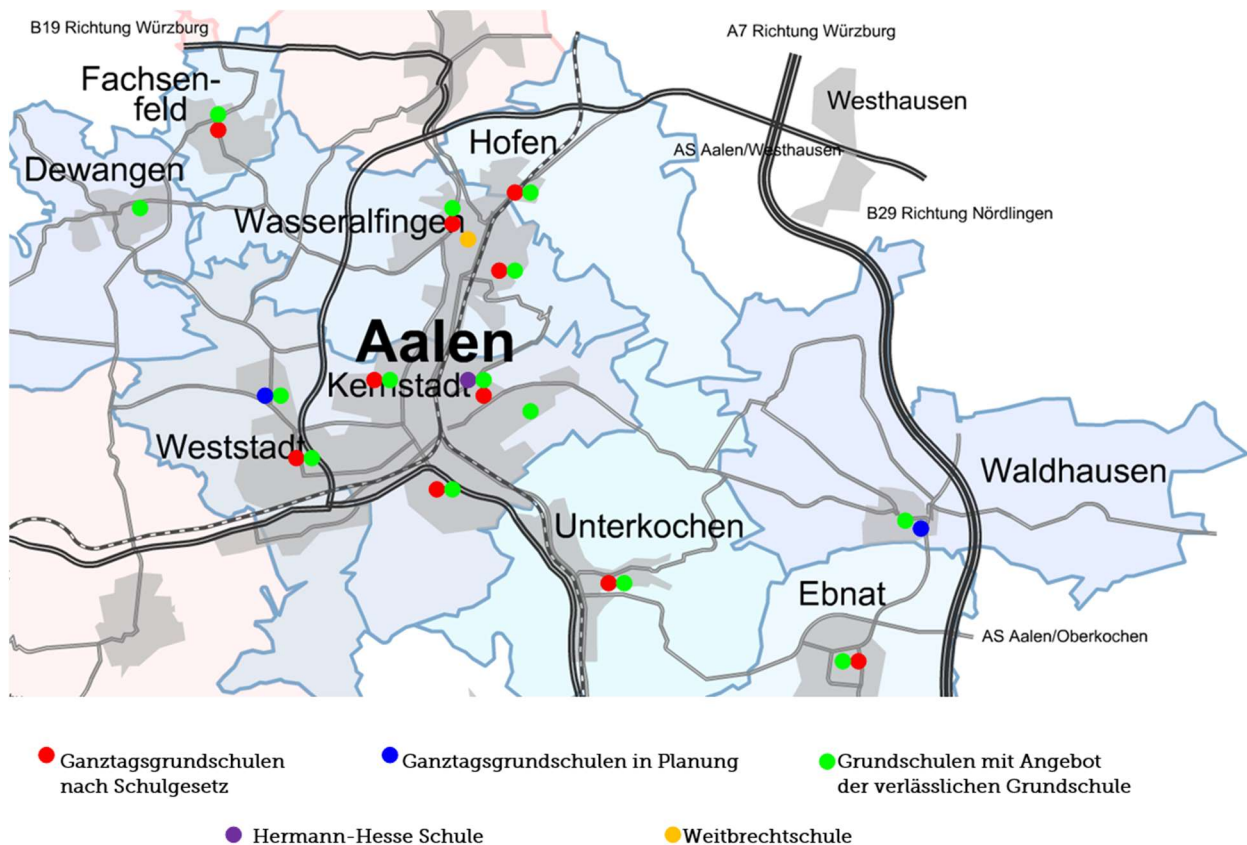 B19 Richtung Würzburg
A7 Richtung Würzburg
Fachsen-
feld
Westhausen
Hofen
AS Aalen/Westhausen
Dewangen
Wasseralfingen
B29 Richtung Nördlingen
Aalen
Kernstadt
Weststadt
Waldhausen
Unterkochen
Ebnat
AS Aalen/Oberkochen
Ganztagsgrundschulen
nach Schulgesetz
Ganztagsgrundschulen in Planung
Grundschulen mit Angebot
der verlässlichen Grundschule
Hermann-Hesse Schule
Weitbrechtschule